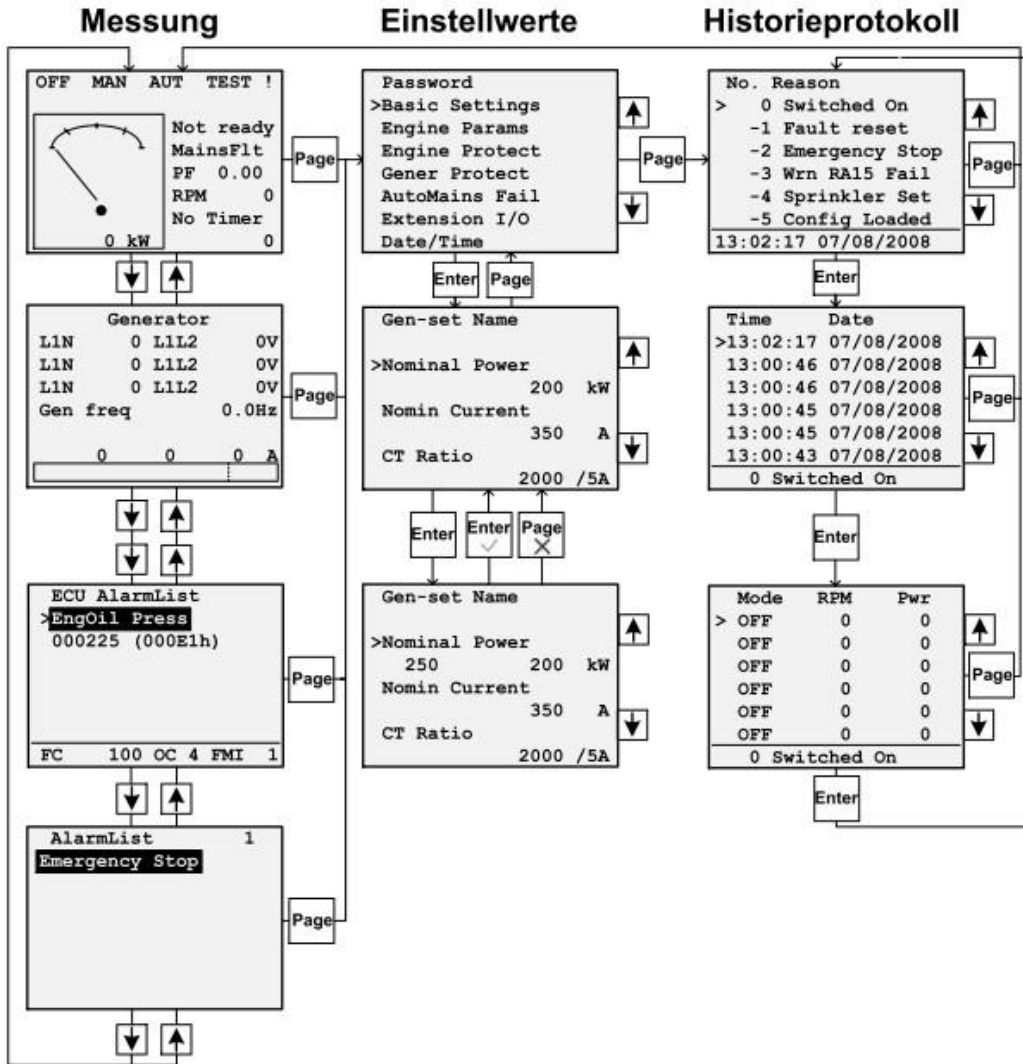 Messung
OFF MAN AUT TEST !
Not ready
MainsFlt
PF 0.00
RPM 0
No Timer
0 kW 0
Page
Generator
L1N 0 L1L2 0V
L1N 0 L1L2 0V
L1N 0 L1L2 0V
Gen freq 0.0Hz
0 0 0 A
Page
ECU AlarmList
>EngOil Press
000225 (000E1h)
FC 100 OC 4 FMI 1
Page
AlarmList 1
Emergency Stop
Page
Einstellwerte
Password
>Basic Settings
Engine Params
Engine Protect
Gener Protect
AutoMains Fail
Extension I/O
Date/Time
Page
Enter Page
Gen-set Name
>Nominal Power
200 kW
Nomin Current
350 A
CT Ratio
2000 /5A
Enter Enter Page
Gen-set Name
>Nominal Power
250 200 kW
Nomin Current
350 A
CT Ratio
2000 /5A
Historieprotokoll
No. Reason
> 0 Switched On
-1 Fault reset
-2 Emergency Stop
-3 Wrn RA15 Fail
-4 Sprinkler Set
-5 Config Loaded
13:02:17 07/08/2008
Page
Enter
Time Date
>13:02:17 07/08/2008
13:00:46 07/08/2008
13:00:46 07/08/2008
13:00:45 07/08/2008
13:00:45 07/08/2008
13:00:43 07/08/2008
0 Switched On
Page
Enter
Mode RPM Pwr
> OFF 0 0
OFF 0 0
OFF 0 0
OFF 0 0
OFF 0 0
OFF 0 0
0 Switched On
Page
Enter